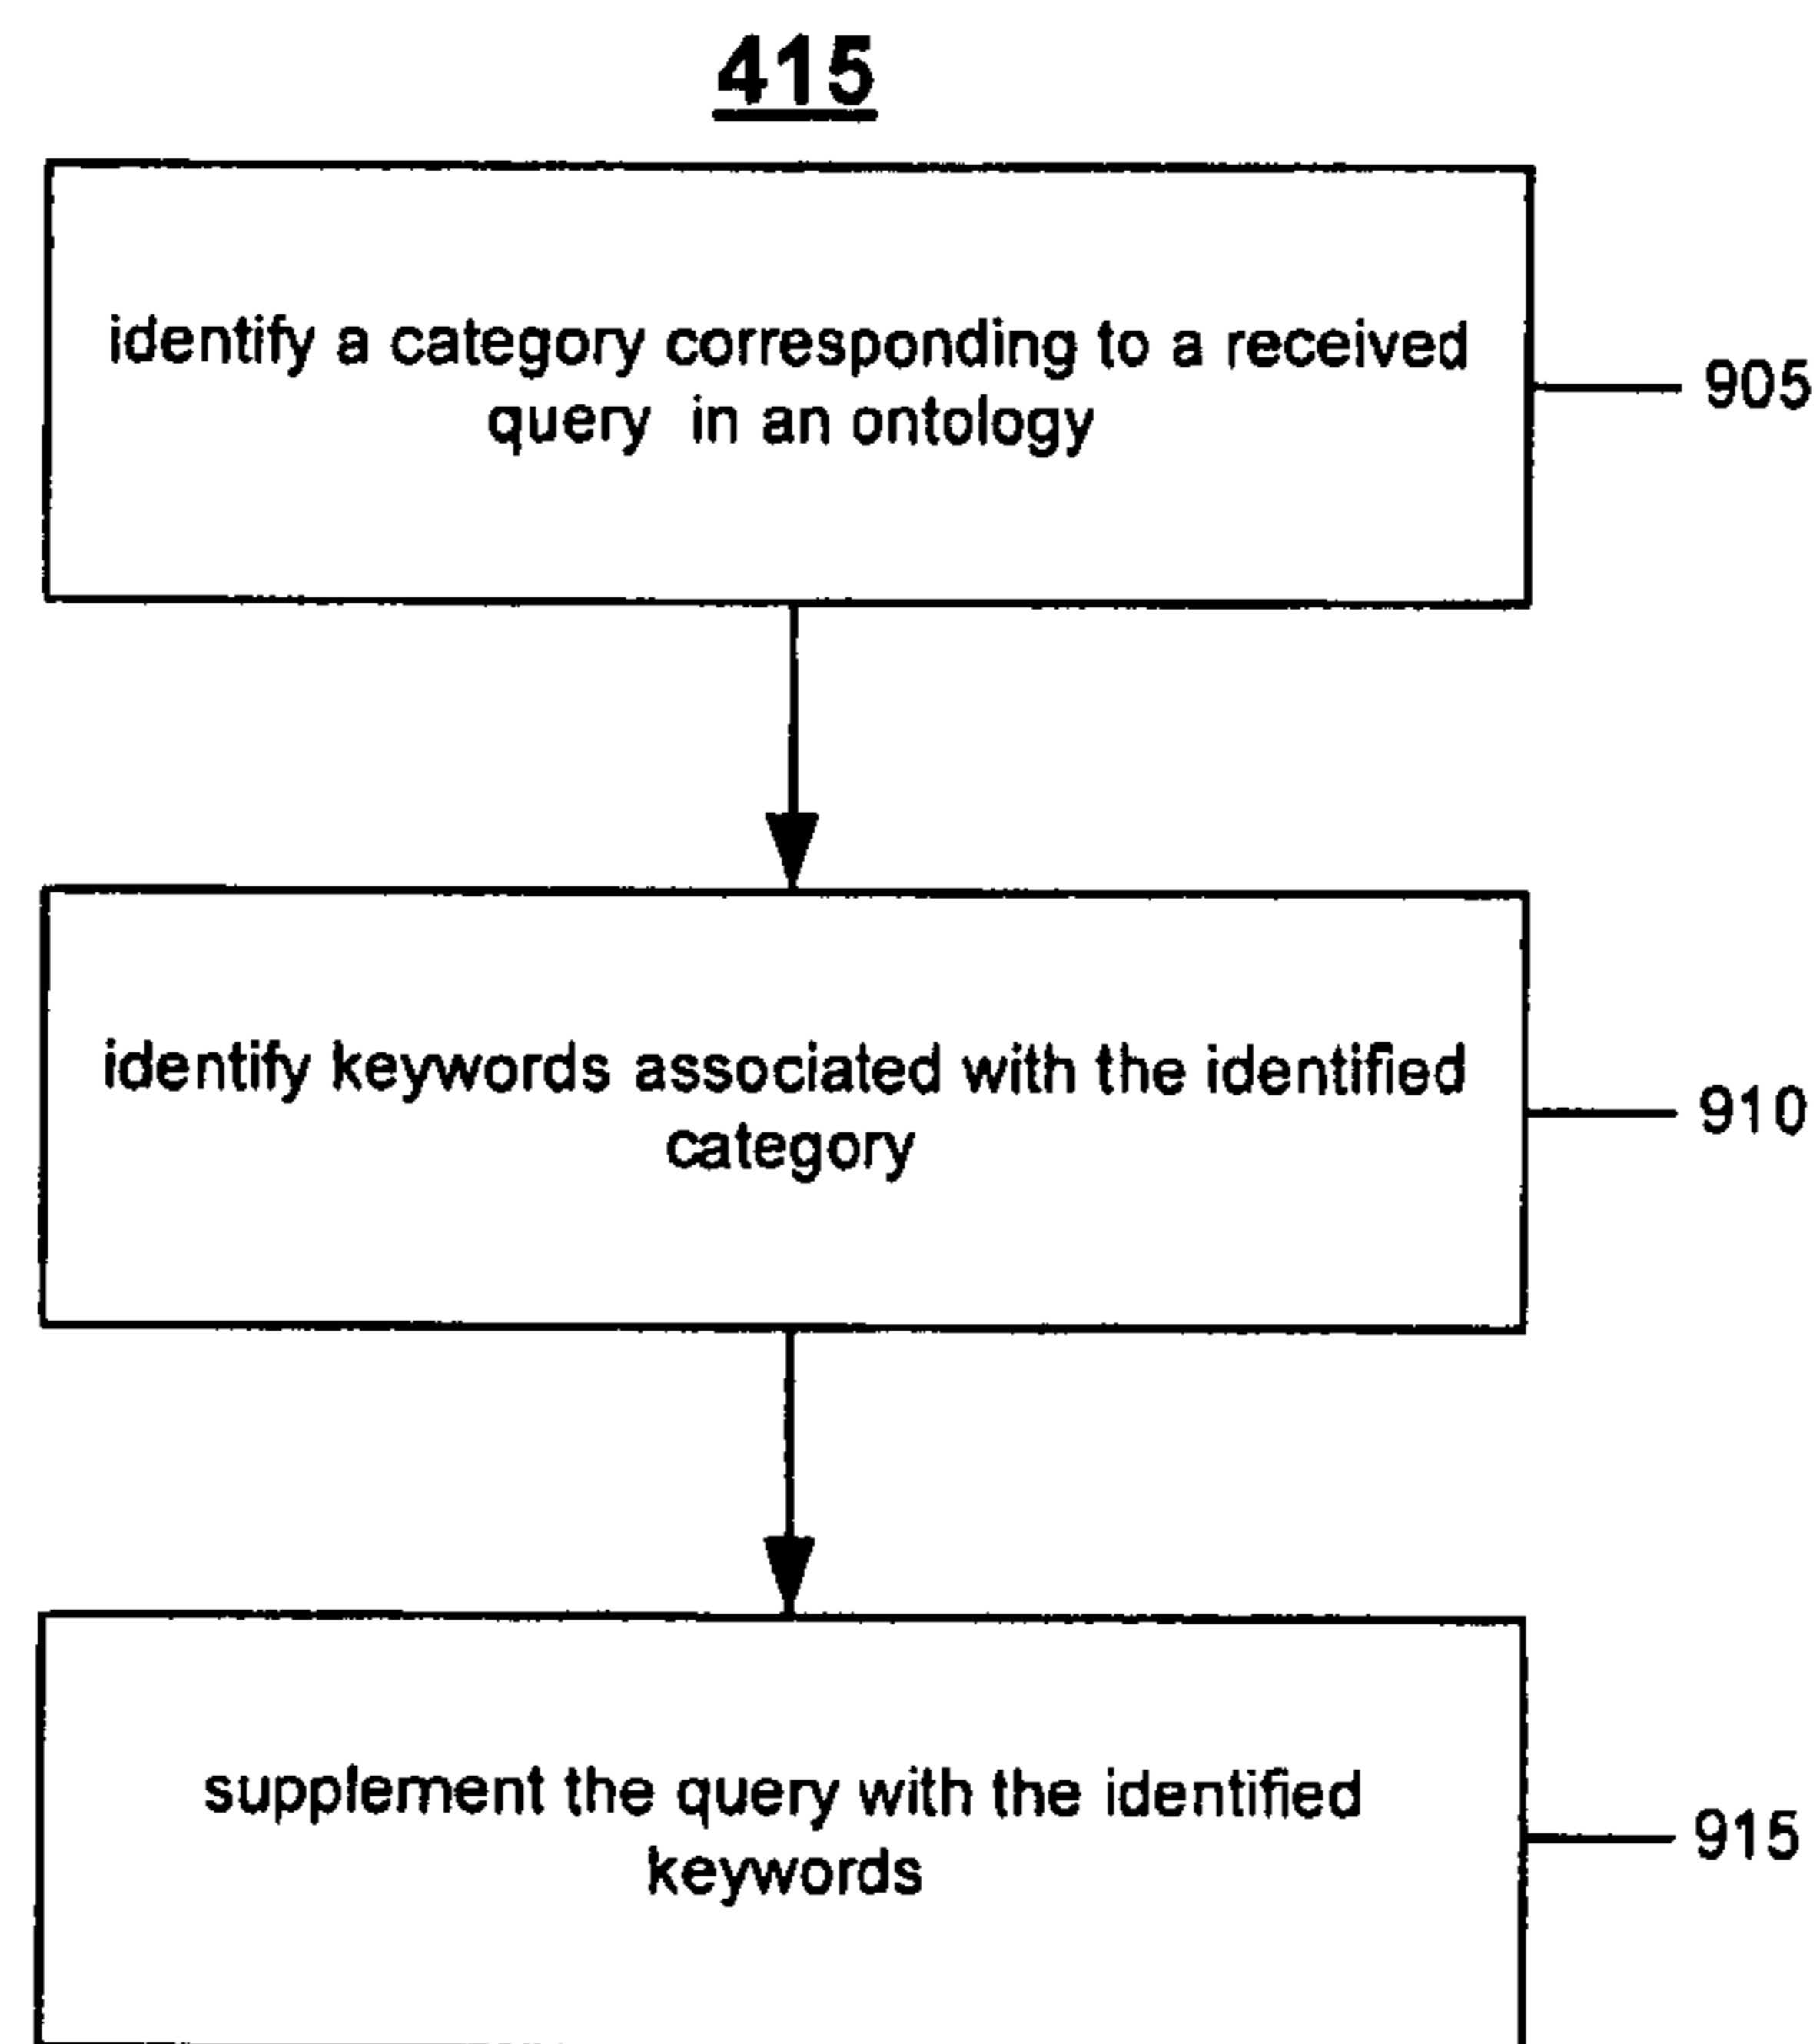 415
identify a category corresponding to a received
query in an ontology
905
identify keywords associated with the identified
category
910
supplement the query with the identified
keywords
915